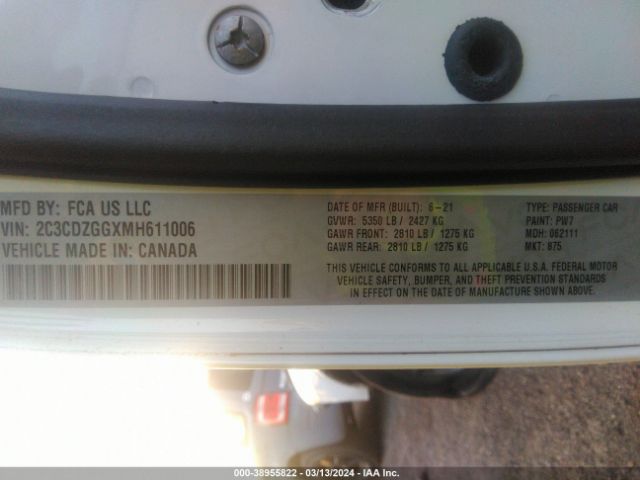 MFD BY: FCA US LLC
VIN: 2C3CDZGGXMH611006
VEHICLE MADE IN: CANADA
DATE OF MFR (BUILT): 6-21
GVWR: 5350 LB / 2427 KG
GAWR FRONT: 2810 LB / 1275 KG
GAWR REAR: 2810 LB / 1275 KG
TYPE: PASSENGER CAR
PAINT: PW7
MDH: 062111
MKT: 875
THIS VEHICLE CONFORMS TO ALL APPLICABLE U.S.A. FEDERAL MOTOR
VEHICLE SAFETY, BUMPER, AND THEFT PREVENTION STANDARDS
IN EFFECT ON THE DATE OF MANUFACTURE SHOWN ABOVE.
000-38955822 - 03/13/2024 - IAA Inc.